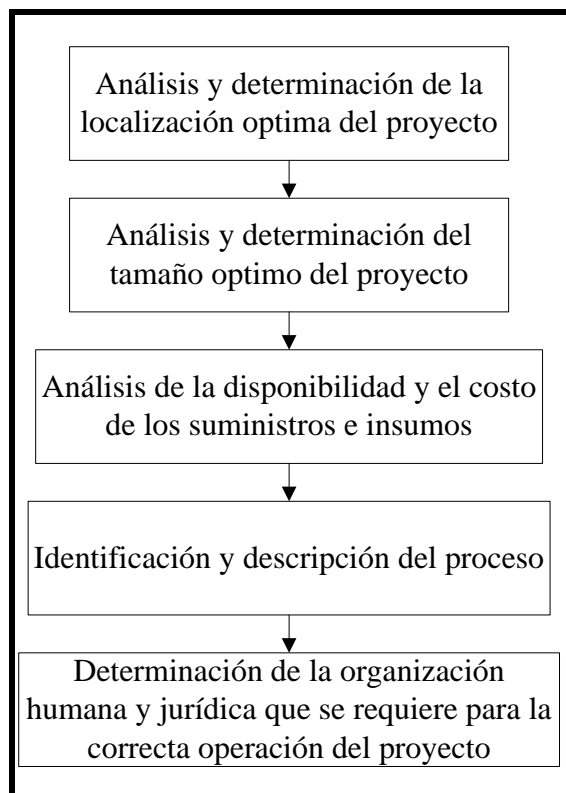 Análisis y determinación de la
localización optima del proyecto
Análisis y determinación del
tamaño optimo del proyecto
Análisis de la disponibilidad y el costo
de los suministros e insumos
Identificación y descripción del proceso
Determinación de la organización
humana y jurídica que se requiere para la
correcta operación del proyecto